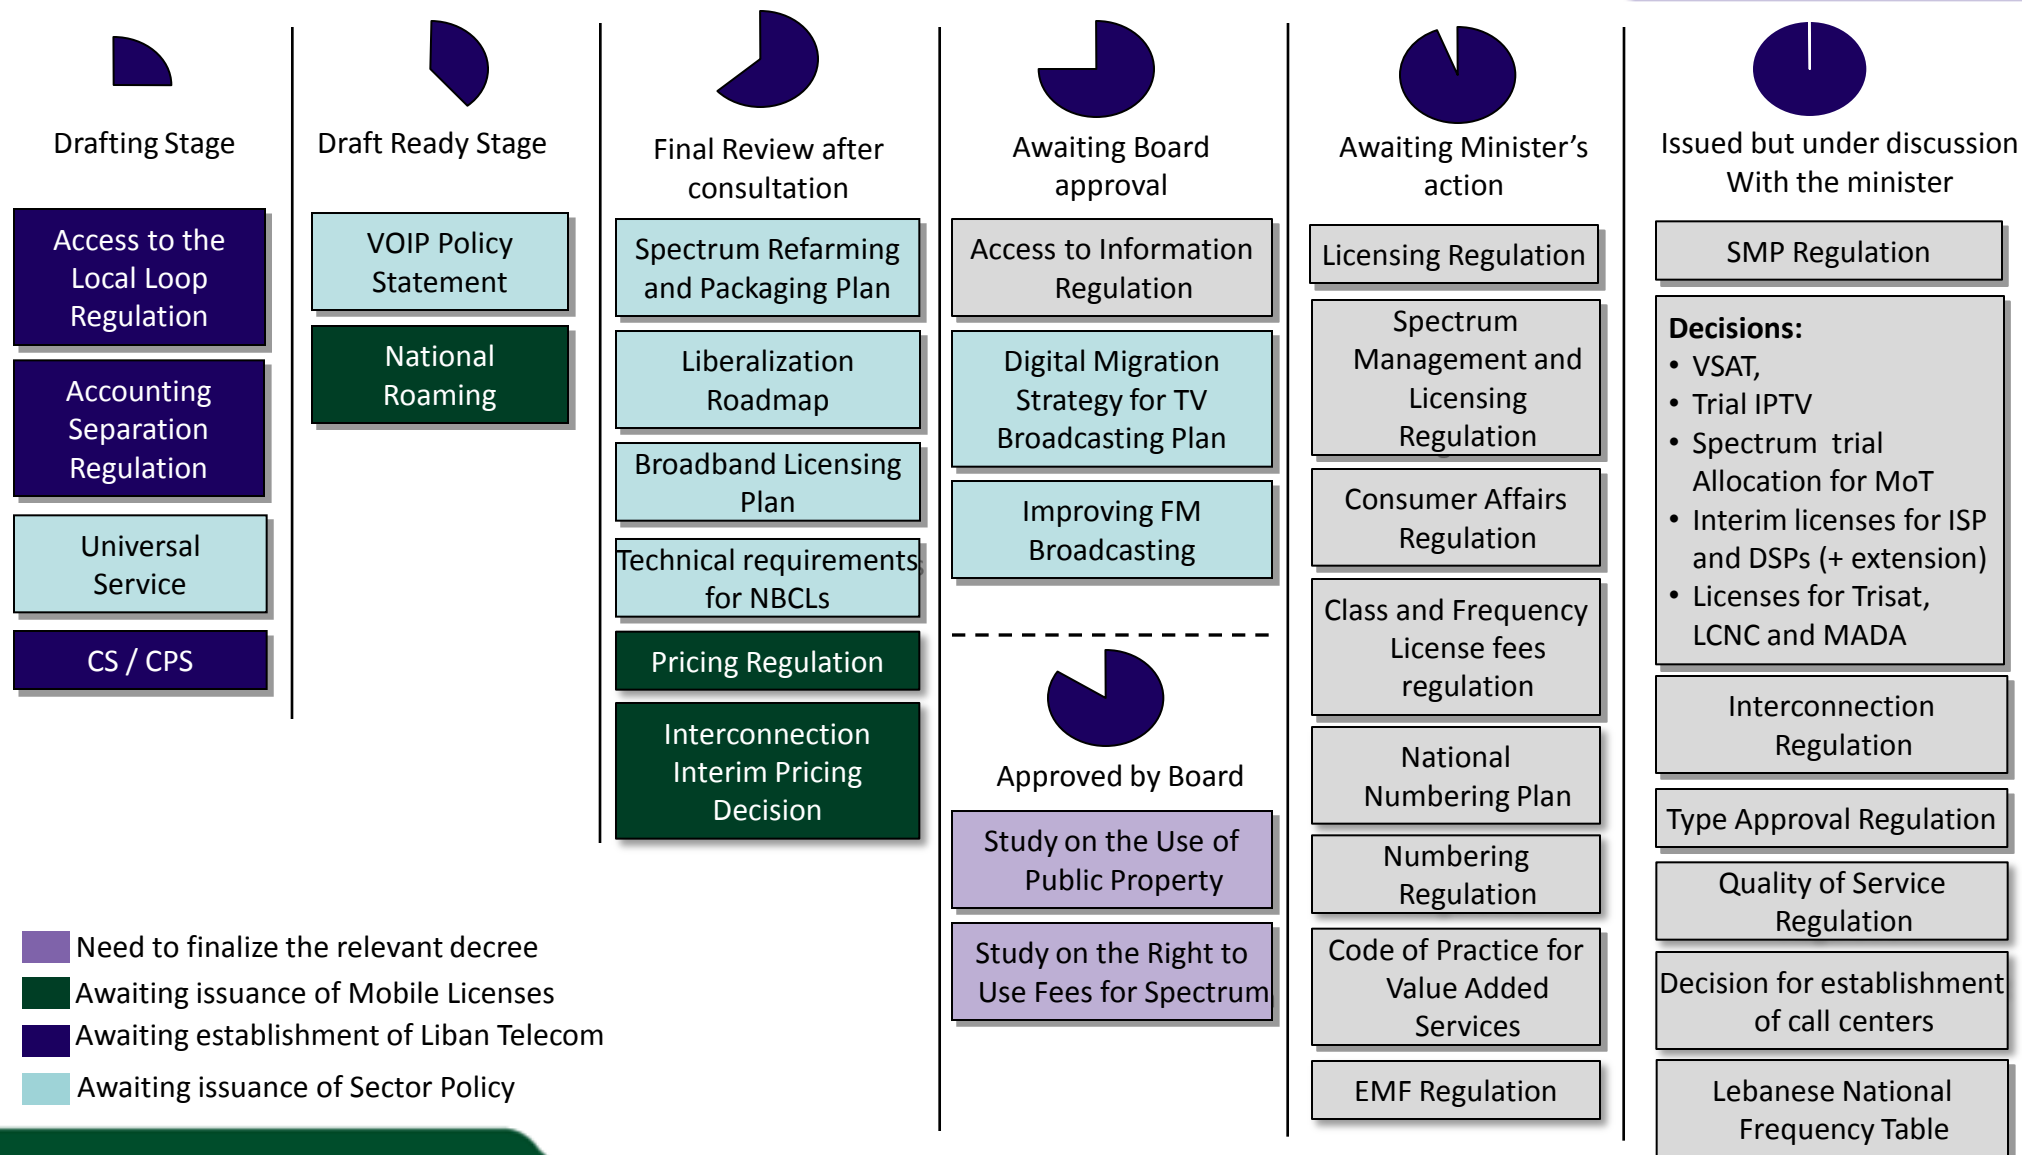 Drafting Stage
Access to the
Local Loop
Regulation
Accounting
Separation
Regulation
Universal
Service
CS / CPS
Draft Ready Stage
VOIP Policy
Statement
National
Roaming
Final Review after
consultation
Spectrum Refarming
and Packaging Plan
Liberalization
Roadmap
Broadband Licensing
Plan
Technical requirements
for NBCLs
Pricing Regulation
Interconnection
Interim Pricing
Decision
Awaiting Board
approval
Access to Information
Regulation
Digital Migration
Strategy for TV
Broadcasting Plan
Improving FM
Broadcasting
Approved by Board
Study on the Use of
Public Property
Study on the Right to
Use Fees for Spectrum
Awaiting Minister’s
action
Licensing Regulation
Spectrum
Management and
Licensing
Regulation
Consumer Affairs
Regulation
Class and Frequency
License fees
regulation
National
Numbering Plan
Numbering
Regulation
Code of Practice for
Value Added
Services
EMF Regulation
Issued but under discussion
With the minister
SMP Regulation
Decisions:
• VSAT,
• Trial IPTV
• Spectrum trial
Allocation for MoT
• Interim licenses for ISP
and DSPs (+ extension)
• Licenses for Trisat,
LCNC and MADA
Interconnection
Regulation
Type Approval Regulation
Quality of Service
Regulation
Decision for establishment
of call centers
Lebanese National
Frequency Table
Need to finalize the relevant decree
Awaiting issuance of Mobile Licenses
Awaiting establishment of Liban Telecom
Awaiting issuance of Sector Policy